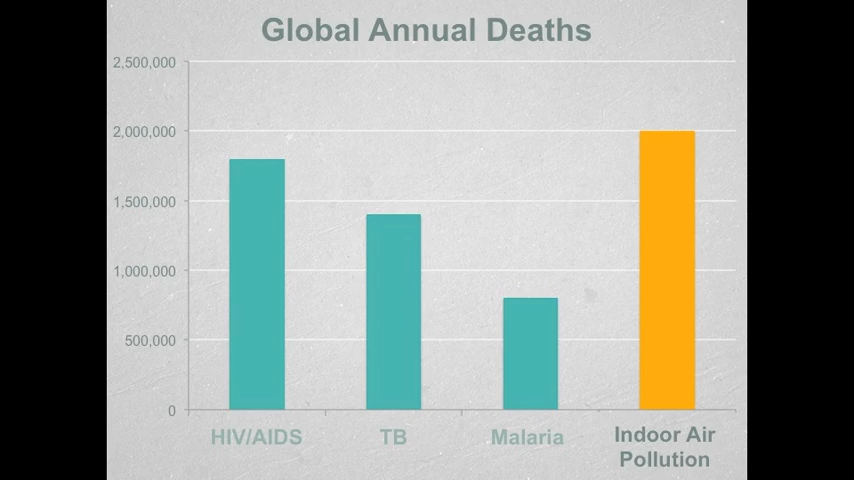 Global Annual Deaths
2,500,000
2,000,000
1,500,000
1,000,000
500,000
0
HIV/AIDS
TB
Malaria
Indoor Air
Pollution